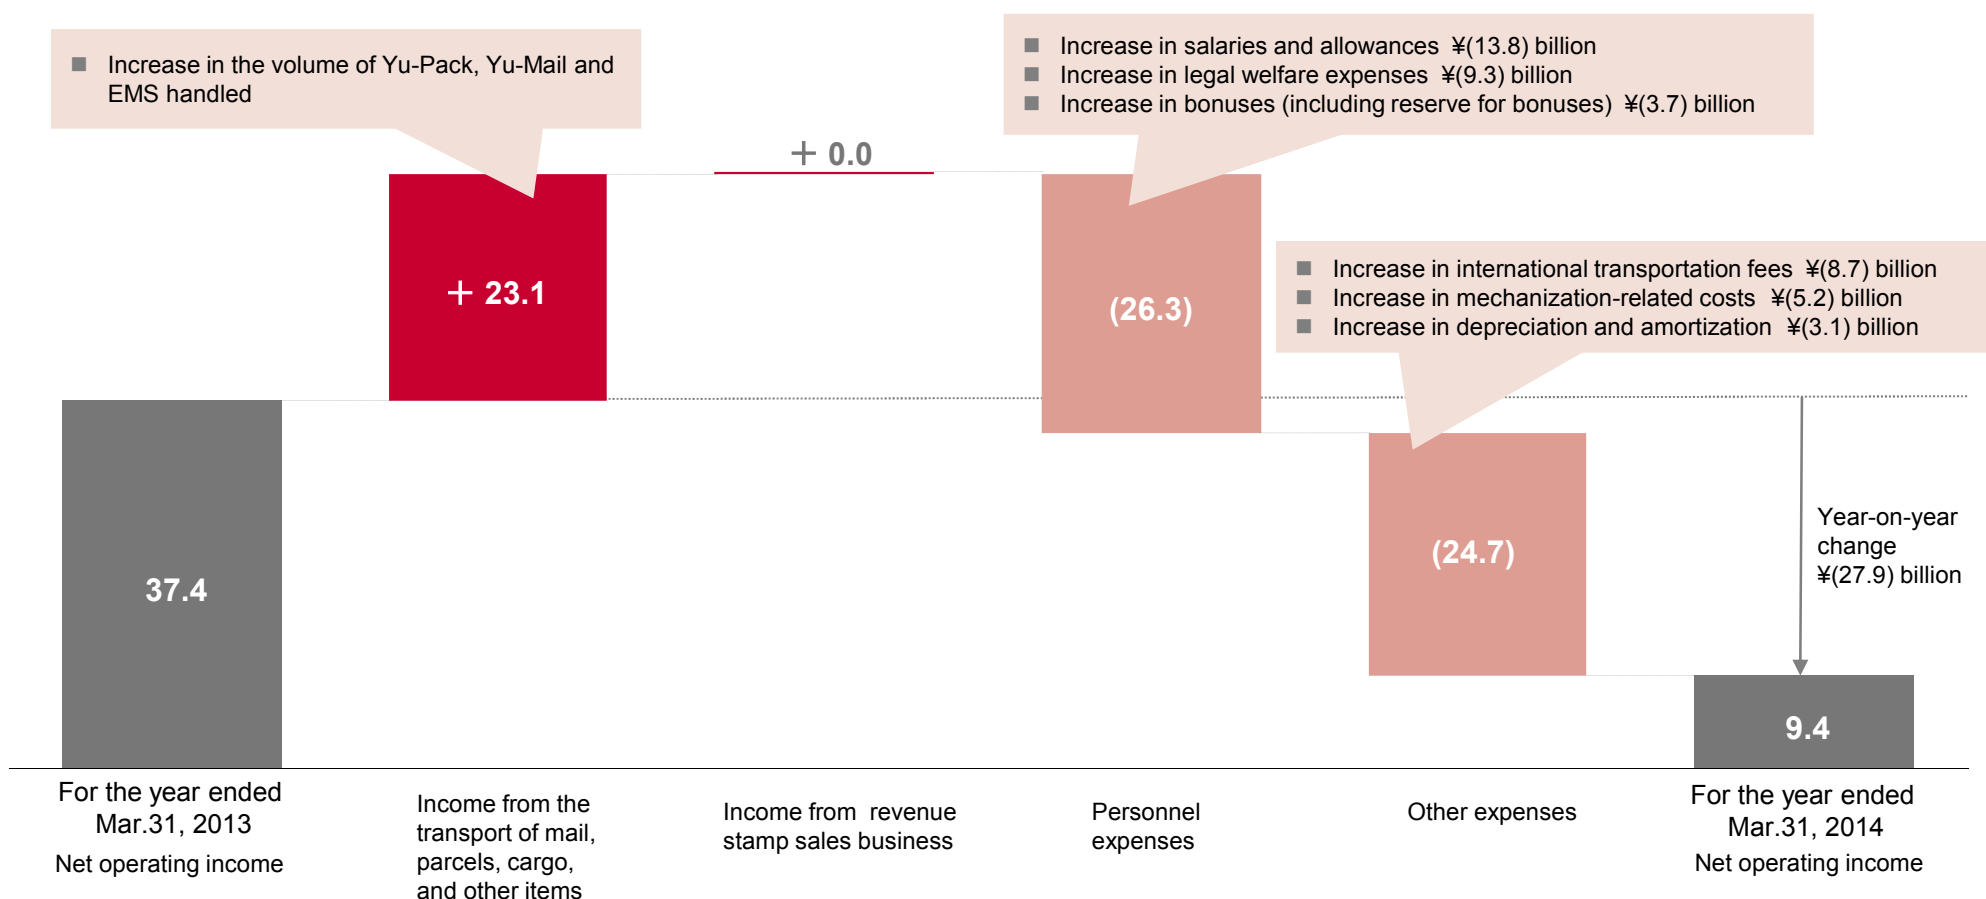 ■ Increase in the volume of Yu-Pack, Yu-Mail and
EMS handled
■ Increase in salaries and allowances ¥(13.8) billion
■ Increase in legal welfare expenses ¥(9.3) billion
■ Increase in bonuses (including reserve for bonuses) ¥(3.7) billion
+ 0.0
■ Increase in international transportation fees ¥(8.7) billion
■ Increase in mechanization-related costs ¥(5.2) billion
■ Increase in depreciation and amortization ¥(3.1) billion
+ 23.1
(26.3)
(24.7)
37.4
Year-on-year
change
¥(27.9) billion
9.4
For the year ended
Mar.31, 2013
Net operating income
Income from the
transport of mail,
parcels, cargo,
and other items
Income from revenue
stamp sales business
Personnel
expenses
Other expenses
For the year ended
Mar.31, 2014
Net operating income